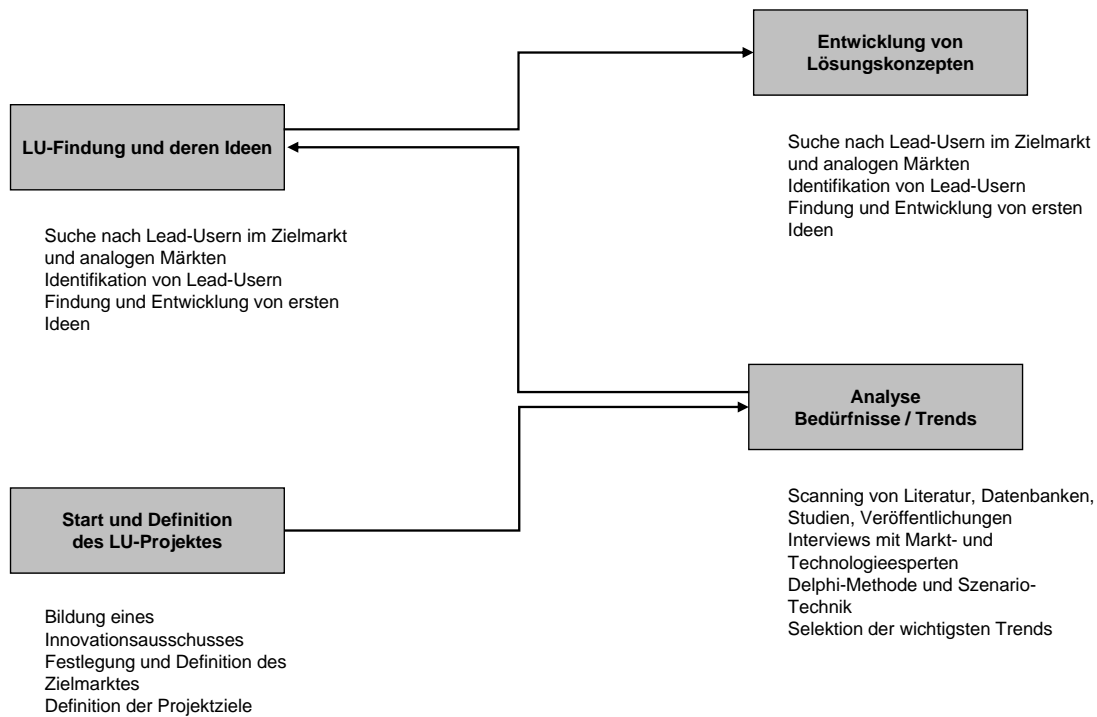 Entwicklung von
Lösungskonzepten
Suche nach Lead-Usern im Zielmarkt
und analogen Märkten
Identifikation von Lead-Usern
Findung und Entwicklung von ersten
Ideen
LU-Findung und deren Ideen
Suche nach Lead-Usern im Zielmarkt
und analogen Märkten
Identifikation von Lead-Usern
Findung und Entwicklung von ersten
Ideen
Analyse
Bedürfnisse / Trends
Scanning von Literatur, Datenbanken,
Studien, Veröffentlichungen
Interviews mit Markt- und
Technologieesperten
Delphi-Methode und Szenario-
Technik
Selektion der wichtigsten Trends
Start und Definition
des LU-Projektes
Bildung eines
Innovationsausschusses
Festlegung und Definition des
Zielmarktes
Definition der Projektziele